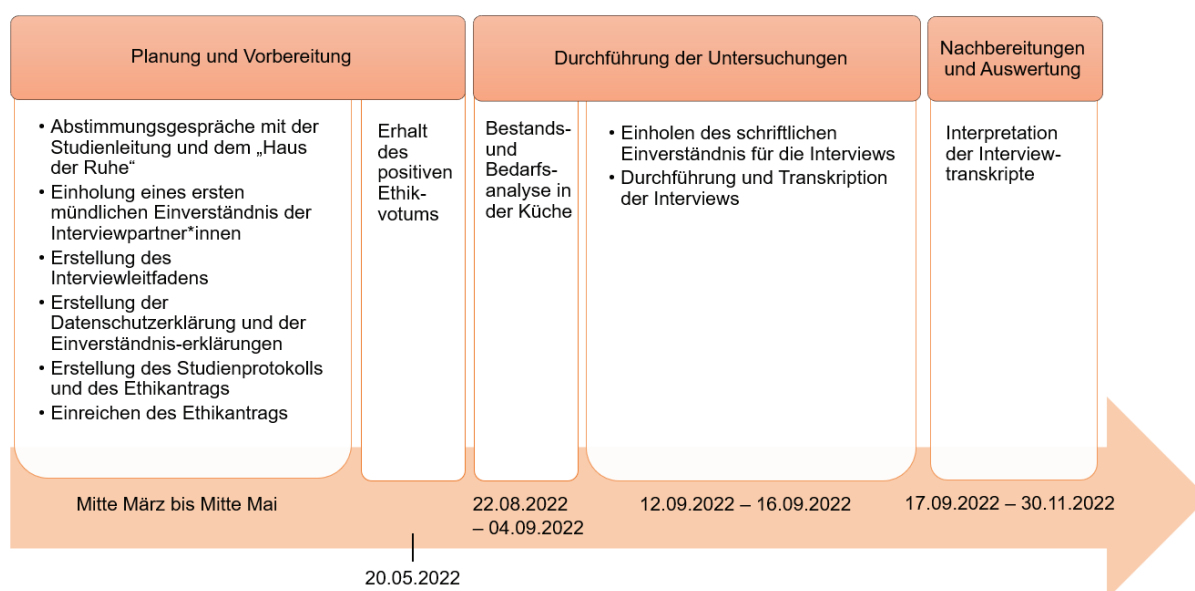 Planung und Vorbereitung
Durchführung der Untersuchungen
Nachbereitungen
und Auswertung
• Abstimmungsgespräche mit der
Studienleitung und dem „Haus
der Ruhe“
• Einholung eines ersten
mündlichen Einverständnis der
Interviewpartner*innen
• Erstellung des
Interviewleitfadens
• Erstellung der
Datenschutzerklärung und der
Einverständnis-erklärungen
• Erstellung des Studienprotokolls
und des Ethikantrags
• Einreichen des Ethikantrags
Erhalt
des
positiven
Ethik-
votums
Bestands-
und
Bedarfs-
analyse in
der Küche
• Einholen des schriftlichen
Einverständnis für die Interviews
• Durchführung und Transkription
der Interviews
Interpretation
der Interview-
transkripte
Mitte März bis Mitte Mai
20.05.2022
22.08.2022
– 04.09.2022
12.09.2022 – 16.09.2022
17.09.2022 – 30.11.2022